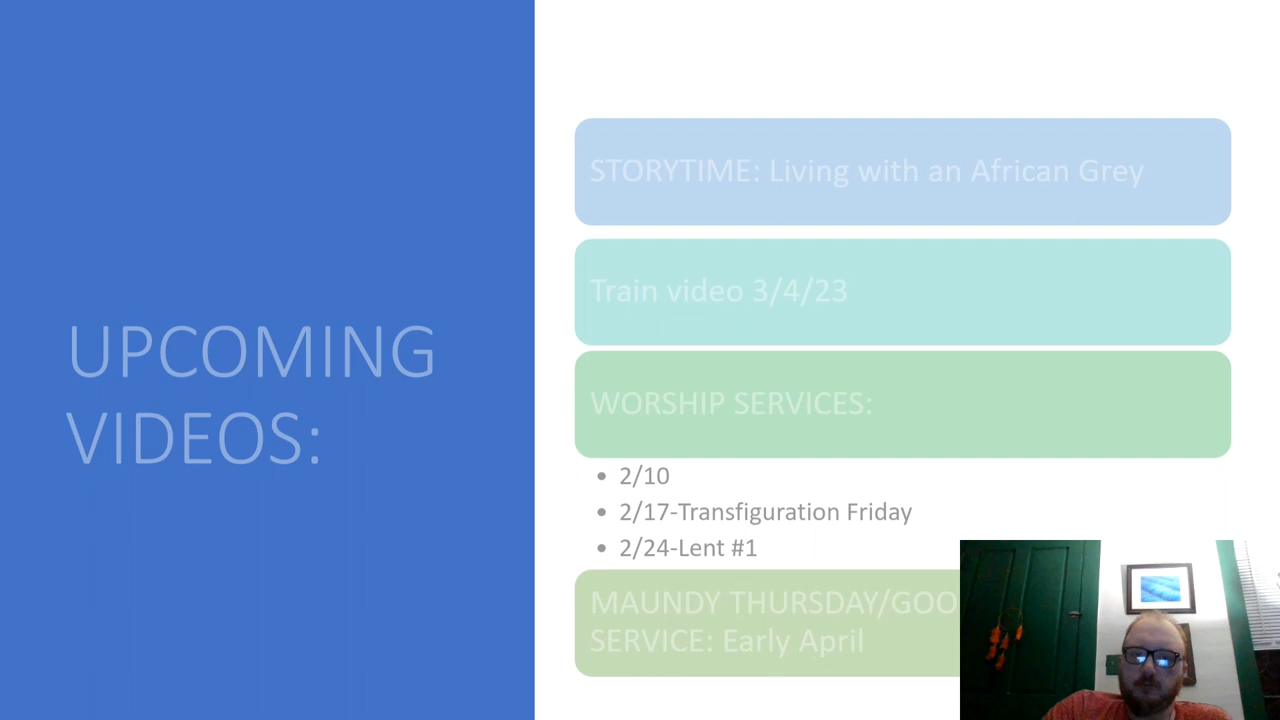 UPCOMING
VIDEOS:
STORYTIME: Living with an African Grey
Train video 3/4/23
WORSHIP SERVICES:
• 2/10
• 2/17-Transfiguration Friday
• 2/24-Lent #1
MAUNDY THURSDAY/GOO
SERVICE: Early April